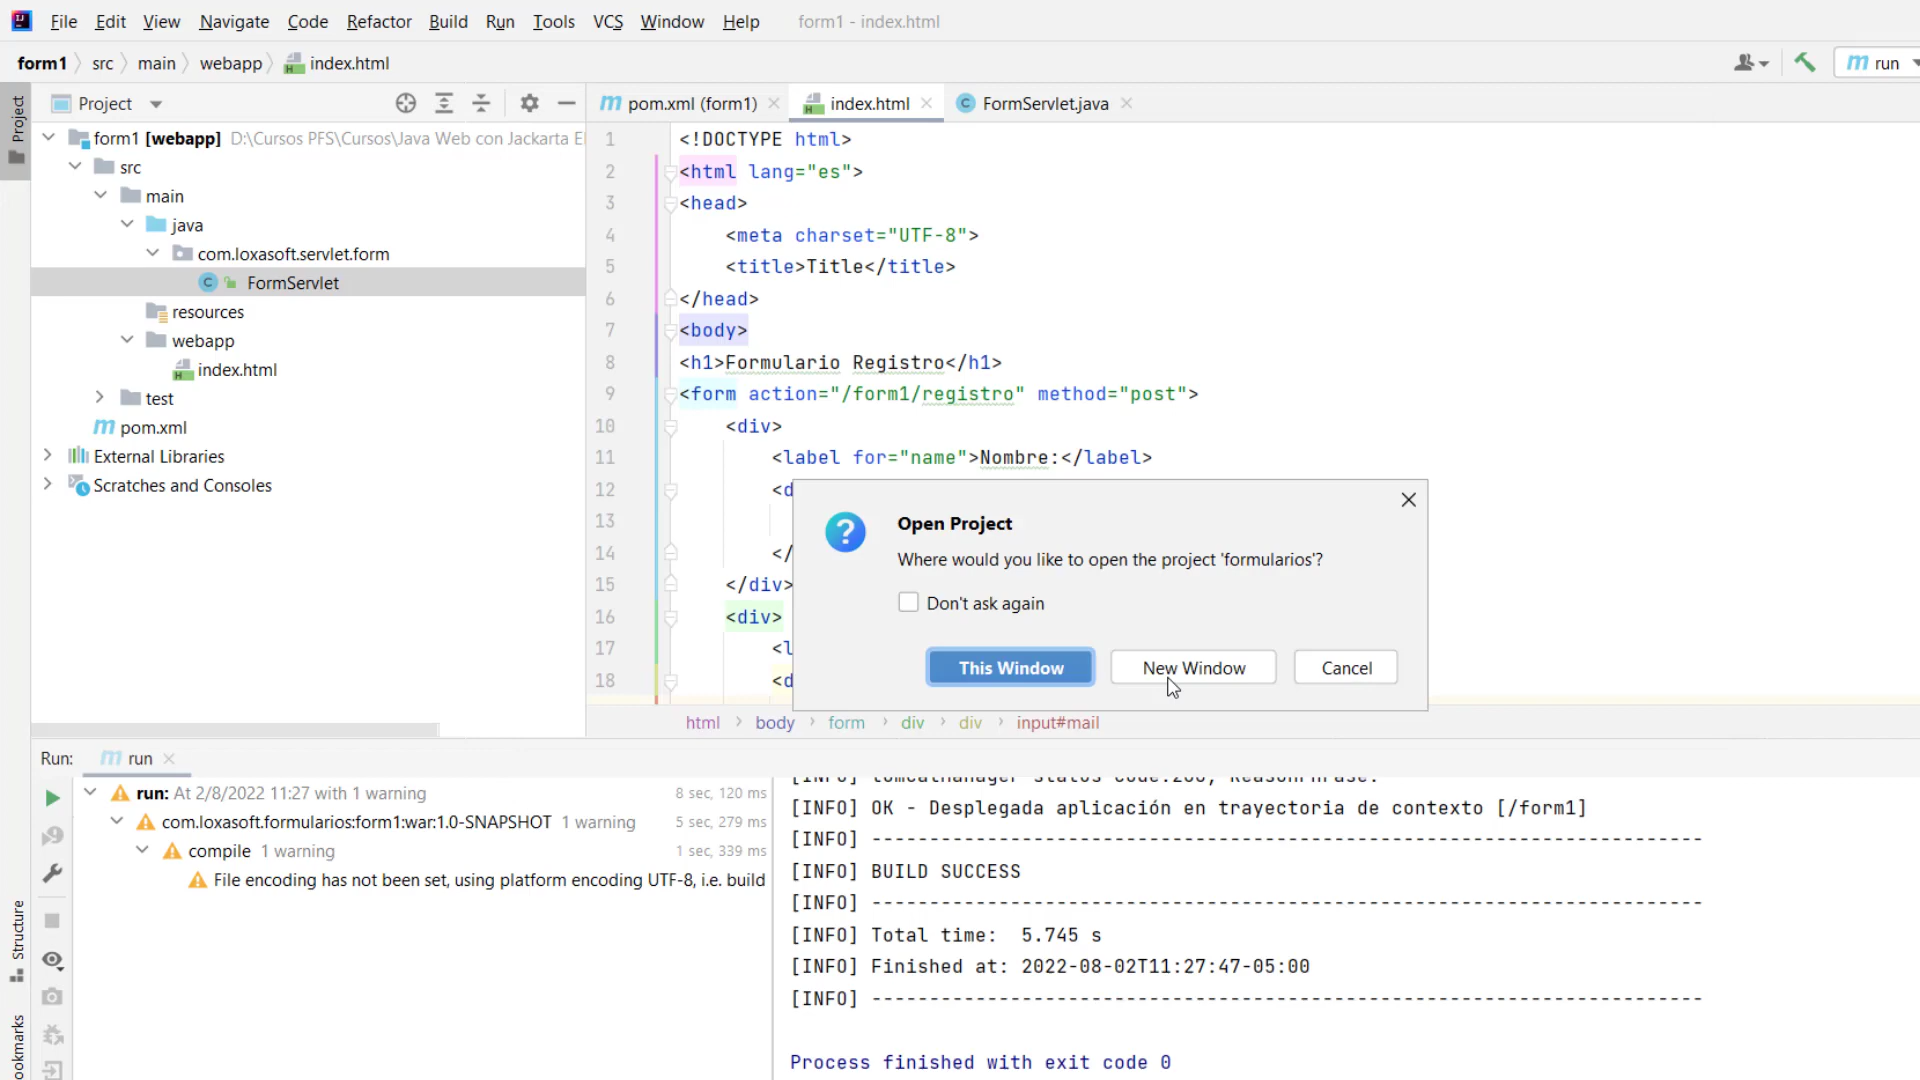 File Edit View Navigate Code Refactor Build Run Tools VCS Window Help form1 - index.html
form1 src main webapp index.html
run
Project
Project
pom.xml (form1)
index.html
FormServlet.java
form1 [webapp] D:\Cursos PFS\Cursos\Java Web con Jackarta E
src
main
java
com.loxasoft.servlet.form
FormServlet
resources
webapp
index.html
test
pom.xml
External Libraries
Scratches and Consoles
1 <!DOCTYPE html>
2 <html lang="es">
3 <head>
4 <meta charset="UTF-8">
5 <title>Title</title>
6 </head>
7 <body>
8 <h1>Formulario Registro</h1>
9 <form action="/form1/registro" method="post">
10 <div>
11 <label for="name">Nombre:</label>
12 <d
13
14 </
15 </div>
16 <div>
17 <l
18 <d
Open Project
Where would you like to open the project 'formularios'?
Don't ask again
This Window New Window Cancel
html body form div div input#mail
Run: run
run: At 2/8/2022 11:27 with 1 warning 8 sec, 120 ms
com.loxasoft.formularios:form1:war:1.0-SNAPSHOT 1 warning 5 sec, 279 ms
compile 1 warning 1 sec, 339 ms
File encoding has not been set, using platform encoding UTF-8, i.e. build
[INFO] tomcatManager status code:200, ReasonPhrase:
[INFO] OK - Desplegada aplicación en trayectoria de contexto [/form1]
[INFO] ------------------------------------------------------------------------
[INFO] BUILD SUCCESS
[INFO] ------------------------------------------------------------------------
[INFO] Total time:  5.745 s
[INFO] Finished at: 2022-08-02T11:27:47-05:00
[INFO] ------------------------------------------------------------------------
Process finished with exit code 0
Structure
ookmarks